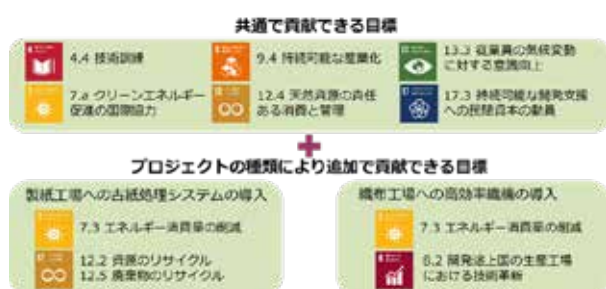 共通で貢献できる目標
4.4 技術訓練
9.4 持続可能な産業化
13.3 従業員の気候変動
に対する意識向上
7.a クリーンエネルギー
促進の国際協力
12.4 天然資源の責任
ある消費と管理
17.3 持続可能な開発支援
への民間資本の動員
+
プロジェクトの種類により追加で貢献できる目標
製紙工場への古紙処理システムの導入
7.3 エネルギー消費量の削減
12.2 資源のリサイクル
12.5 廃棄物のリサイクル
織布工場への高効率織機の導入
7.3 エネルギー消費量の削減
8.2 開発途上国の生産工場
における技術革新